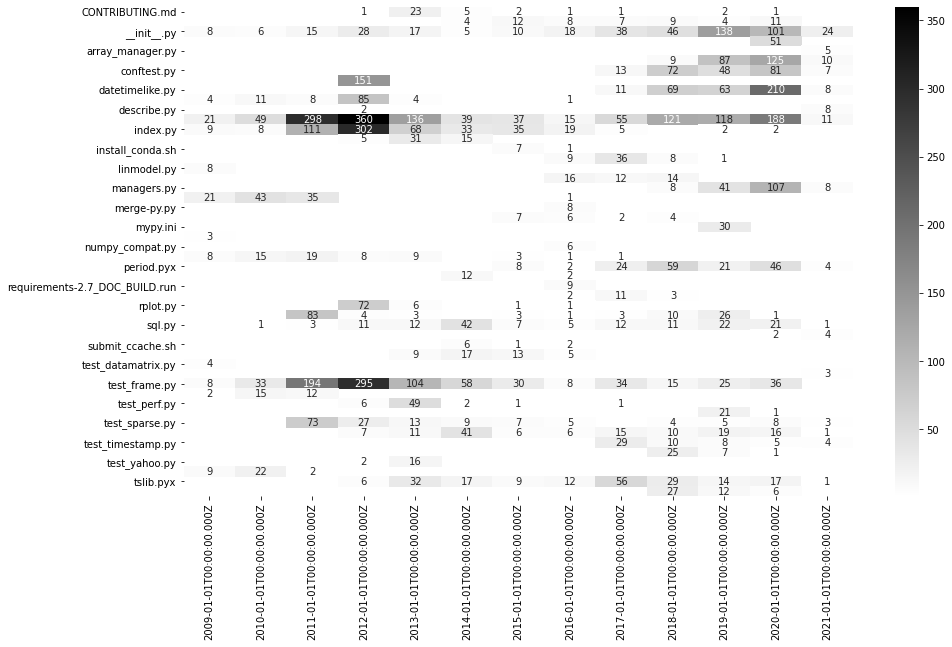 CONTRIBUTING.md 1 23 5 2 1 1 2 1
4 12 8 7 9 4 11
__init__.py 8 6 15 28 17 5 10 18 38 46 138 101 24
51
array_manager.py 5
9 87 125 10
conftest.py 13 72 48 81 7
151
datetimelike.py 11 69 63 210 8
4 11 8 85 4 1
describe.py 2 8
21 49 298 360 136 39 37 15 55 121 118 188 11
index.py 9 8 111 302 68 33 35 19 5 2 2
5 31 15
install_conda.sh 7 1
9 36 8 1
linmodel.py 8
16 12 14
managers.py 8 41 107 8
21 43 35 1
merge-py.py 8
7 6 2 4
mypy.ini 30
3
numpy_compat.py 6
8 15 19 8 9 3 1 1
period.pyx 8 2 24 59 21 46 4
12 2
requirements-2.7_DOC_BUILD.run 9
2 11 3
rplot.py 72 6 1 1
83 4 3 3 1 3 10 26 1
sql.py 1 3 11 12 42 7 5 12 11 22 21 1
2 4
submit_ccache.sh 6 1 2
9 17 13 5
test_datamatrix.py 4
3
test_frame.py 8 33 194 295 104 58 30 8 34 15 25 36
2 15 12
test_perf.py 6 49 2 1 1
21 1
test_sparse.py 73 27 13 9 7 5 4 5 8 3
7 11 41 6 6 15 10 19 16 1
test_timestamp.py 29 10 8 5 4
25 7 1
test_yahoo.py 2 16
9 22 2
tslib.pyx 6 32 17 9 12 56 29 14 17 1
27 12 6
2009-01-01T00:00:00.000Z
2010-01-01T00:00:00.000Z
2011-01-01T00:00:00.000Z
2012-01-01T00:00:00.000Z
2013-01-01T00:00:00.000Z
2014-01-01T00:00:00.000Z
2015-01-01T00:00:00.000Z
2016-01-01T00:00:00.000Z
2017-01-01T00:00:00.000Z
2018-01-01T00:00:00.000Z
2019-01-01T00:00:00.000Z
2020-01-01T00:00:00.000Z
2021-01-01T00:00:00.000Z
350
300
250
200
150
100
50